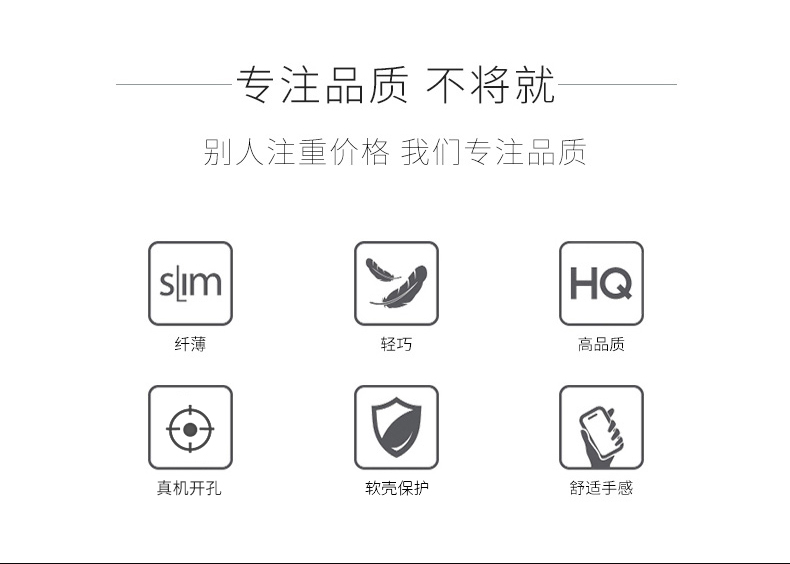 专注品质 不将就
别人注重价格 我们专注品质
sLim
HQ
纤薄
轻巧
高品质
真机开孔
软壳保护
舒适手感